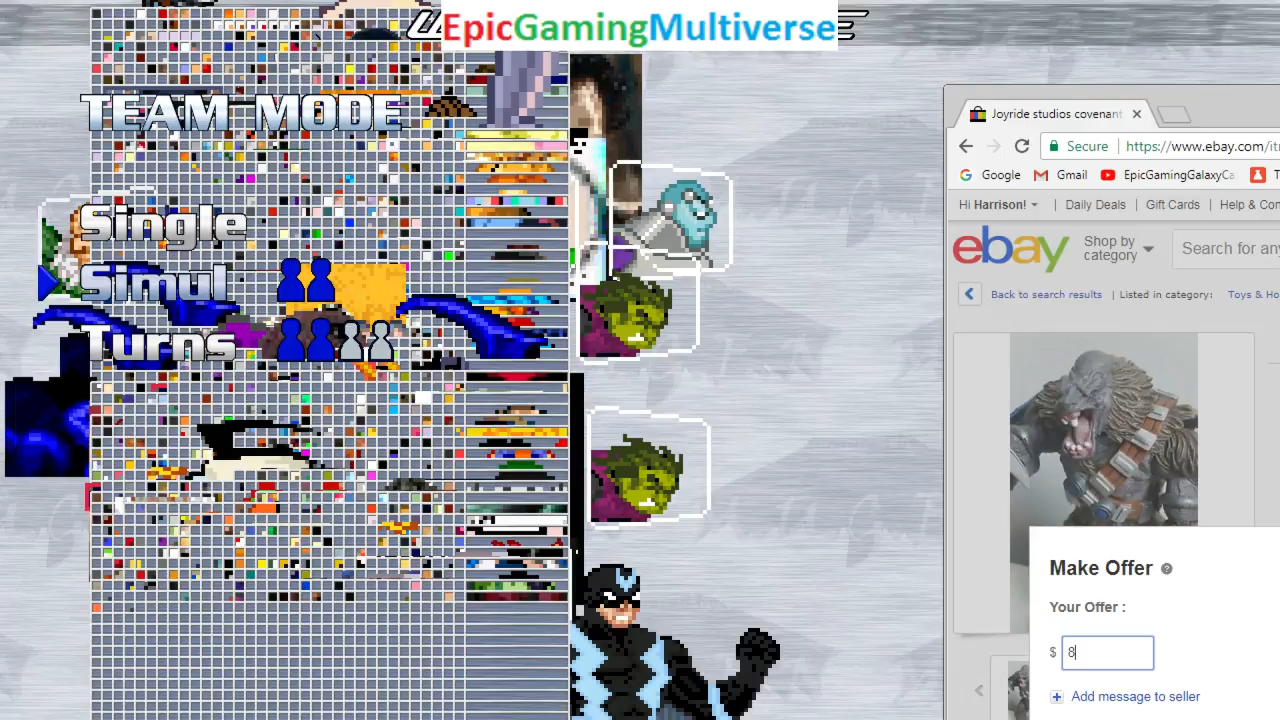 EpicGamingMultiverse
TEAM MODE
Single
Simul
Turns
Joyride studios covenant
Secure
https://www.ebay.com/it
Google
Gmail
EpicGamingGalaxyCa
Hi Harrison!
Daily Deals
Gift Cards
Help & Con
ebay
Shop by
category
Search for any
Back to search results
Listed in category:
Toys & Ho
Make Offer
Your Offer :
$ 8
Add message to seller